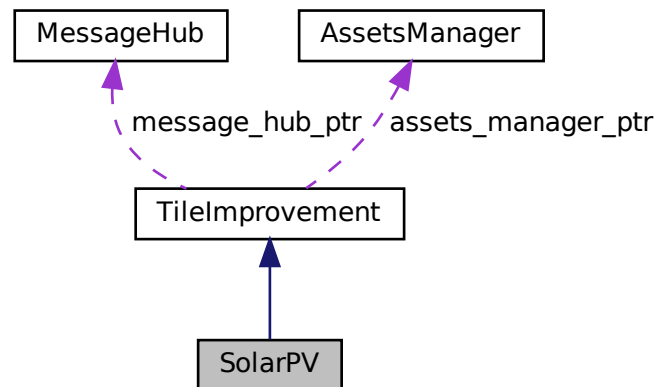 MessageHub
AssetsManager
message_hub_ptr
assets_manager_ptr
TileImprovement
SolarPV